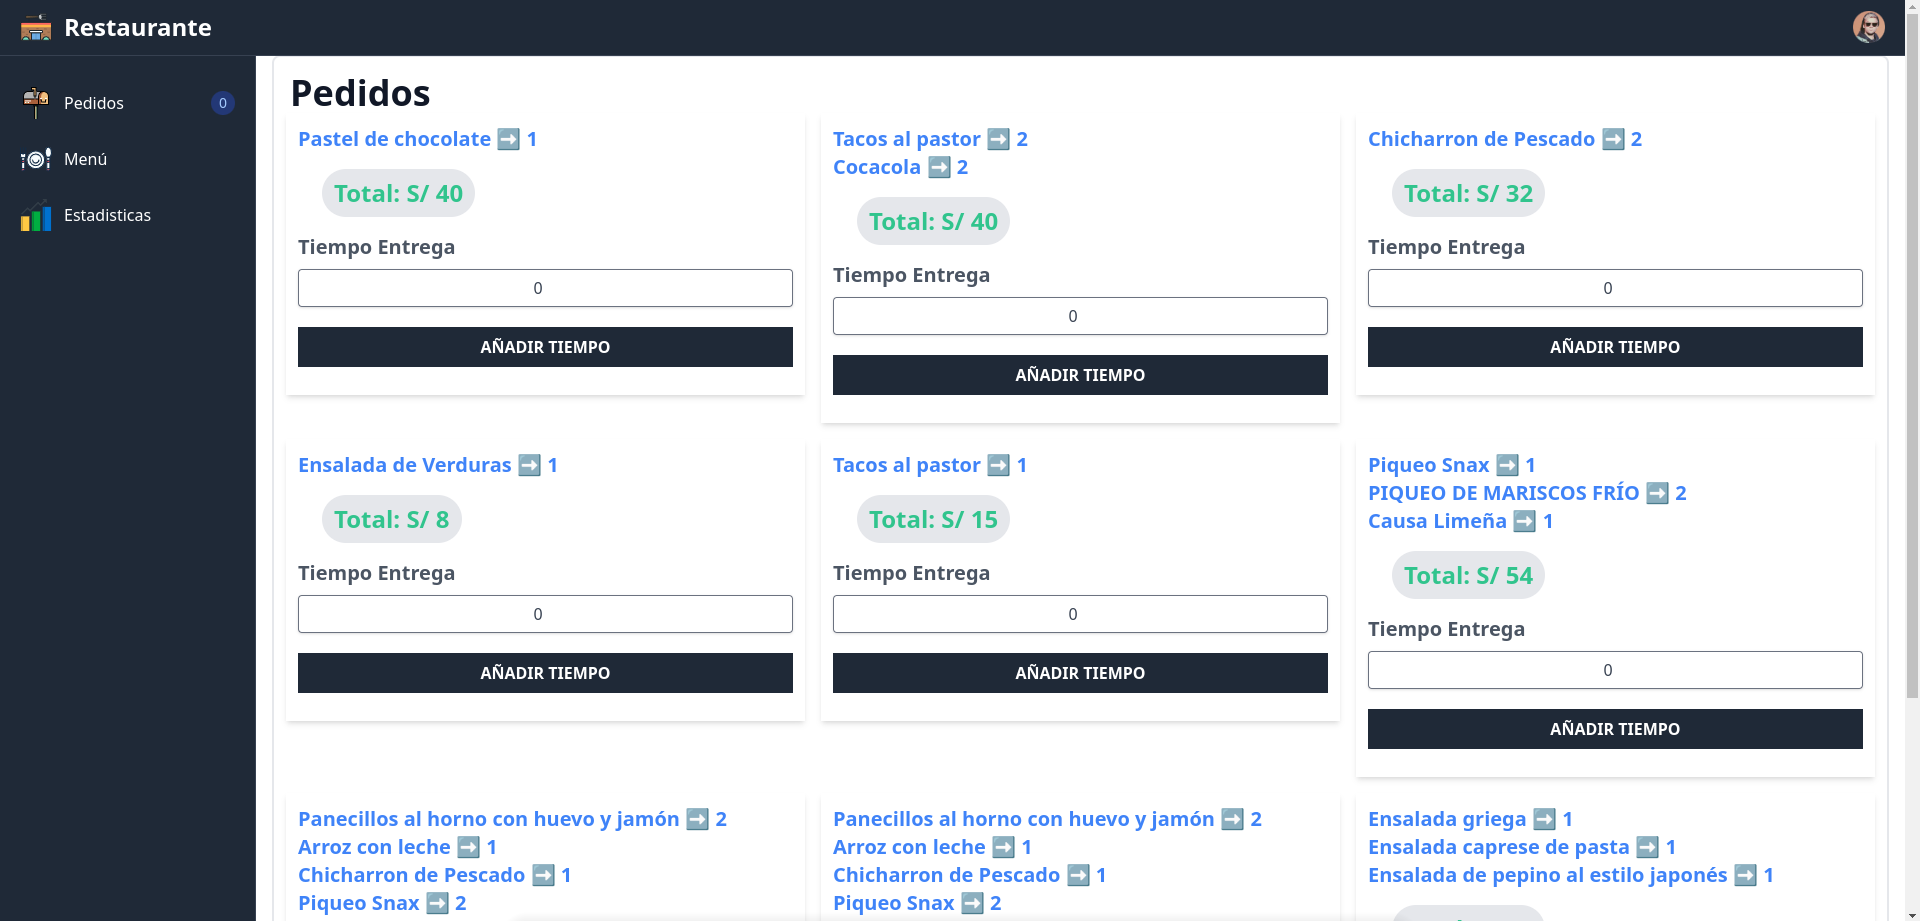 Restaurante
Pedidos 0
Menú
Estadisticas
Pedidos
Pastel de chocolate ➡️ 1
Total: S/ 40
Tiempo Entrega
0
AÑADIR TIEMPO
Tacos al pastor ➡️ 2
Cocacola ➡️ 2
Total: S/ 40
Tiempo Entrega
0
AÑADIR TIEMPO
Chicharron de Pescado ➡️ 2
Total: S/ 32
Tiempo Entrega
0
AÑADIR TIEMPO
Ensalada de Verduras ➡️ 1
Total: S/ 8
Tiempo Entrega
0
AÑADIR TIEMPO
Tacos al pastor ➡️ 1
Total: S/ 15
Tiempo Entrega
0
AÑADIR TIEMPO
Piqueo Snax ➡️ 1
PIQUEO DE MARISCOS FRÍO ➡️ 2
Causa Limeña ➡️ 1
Total: S/ 54
Tiempo Entrega
0
AÑADIR TIEMPO
Panecillos al horno con huevo y jamón ➡️ 2
Arroz con leche ➡️ 1
Chicharron de Pescado ➡️ 1
Piqueo Snax ➡️ 2
Panecillos al horno con huevo y jamón ➡️ 2
Arroz con leche ➡️ 1
Chicharron de Pescado ➡️ 1
Piqueo Snax ➡️ 2
Ensalada griega ➡️ 1
Ensalada caprese de pasta ➡️ 1
Ensalada de pepino al estilo japonés ➡️ 1